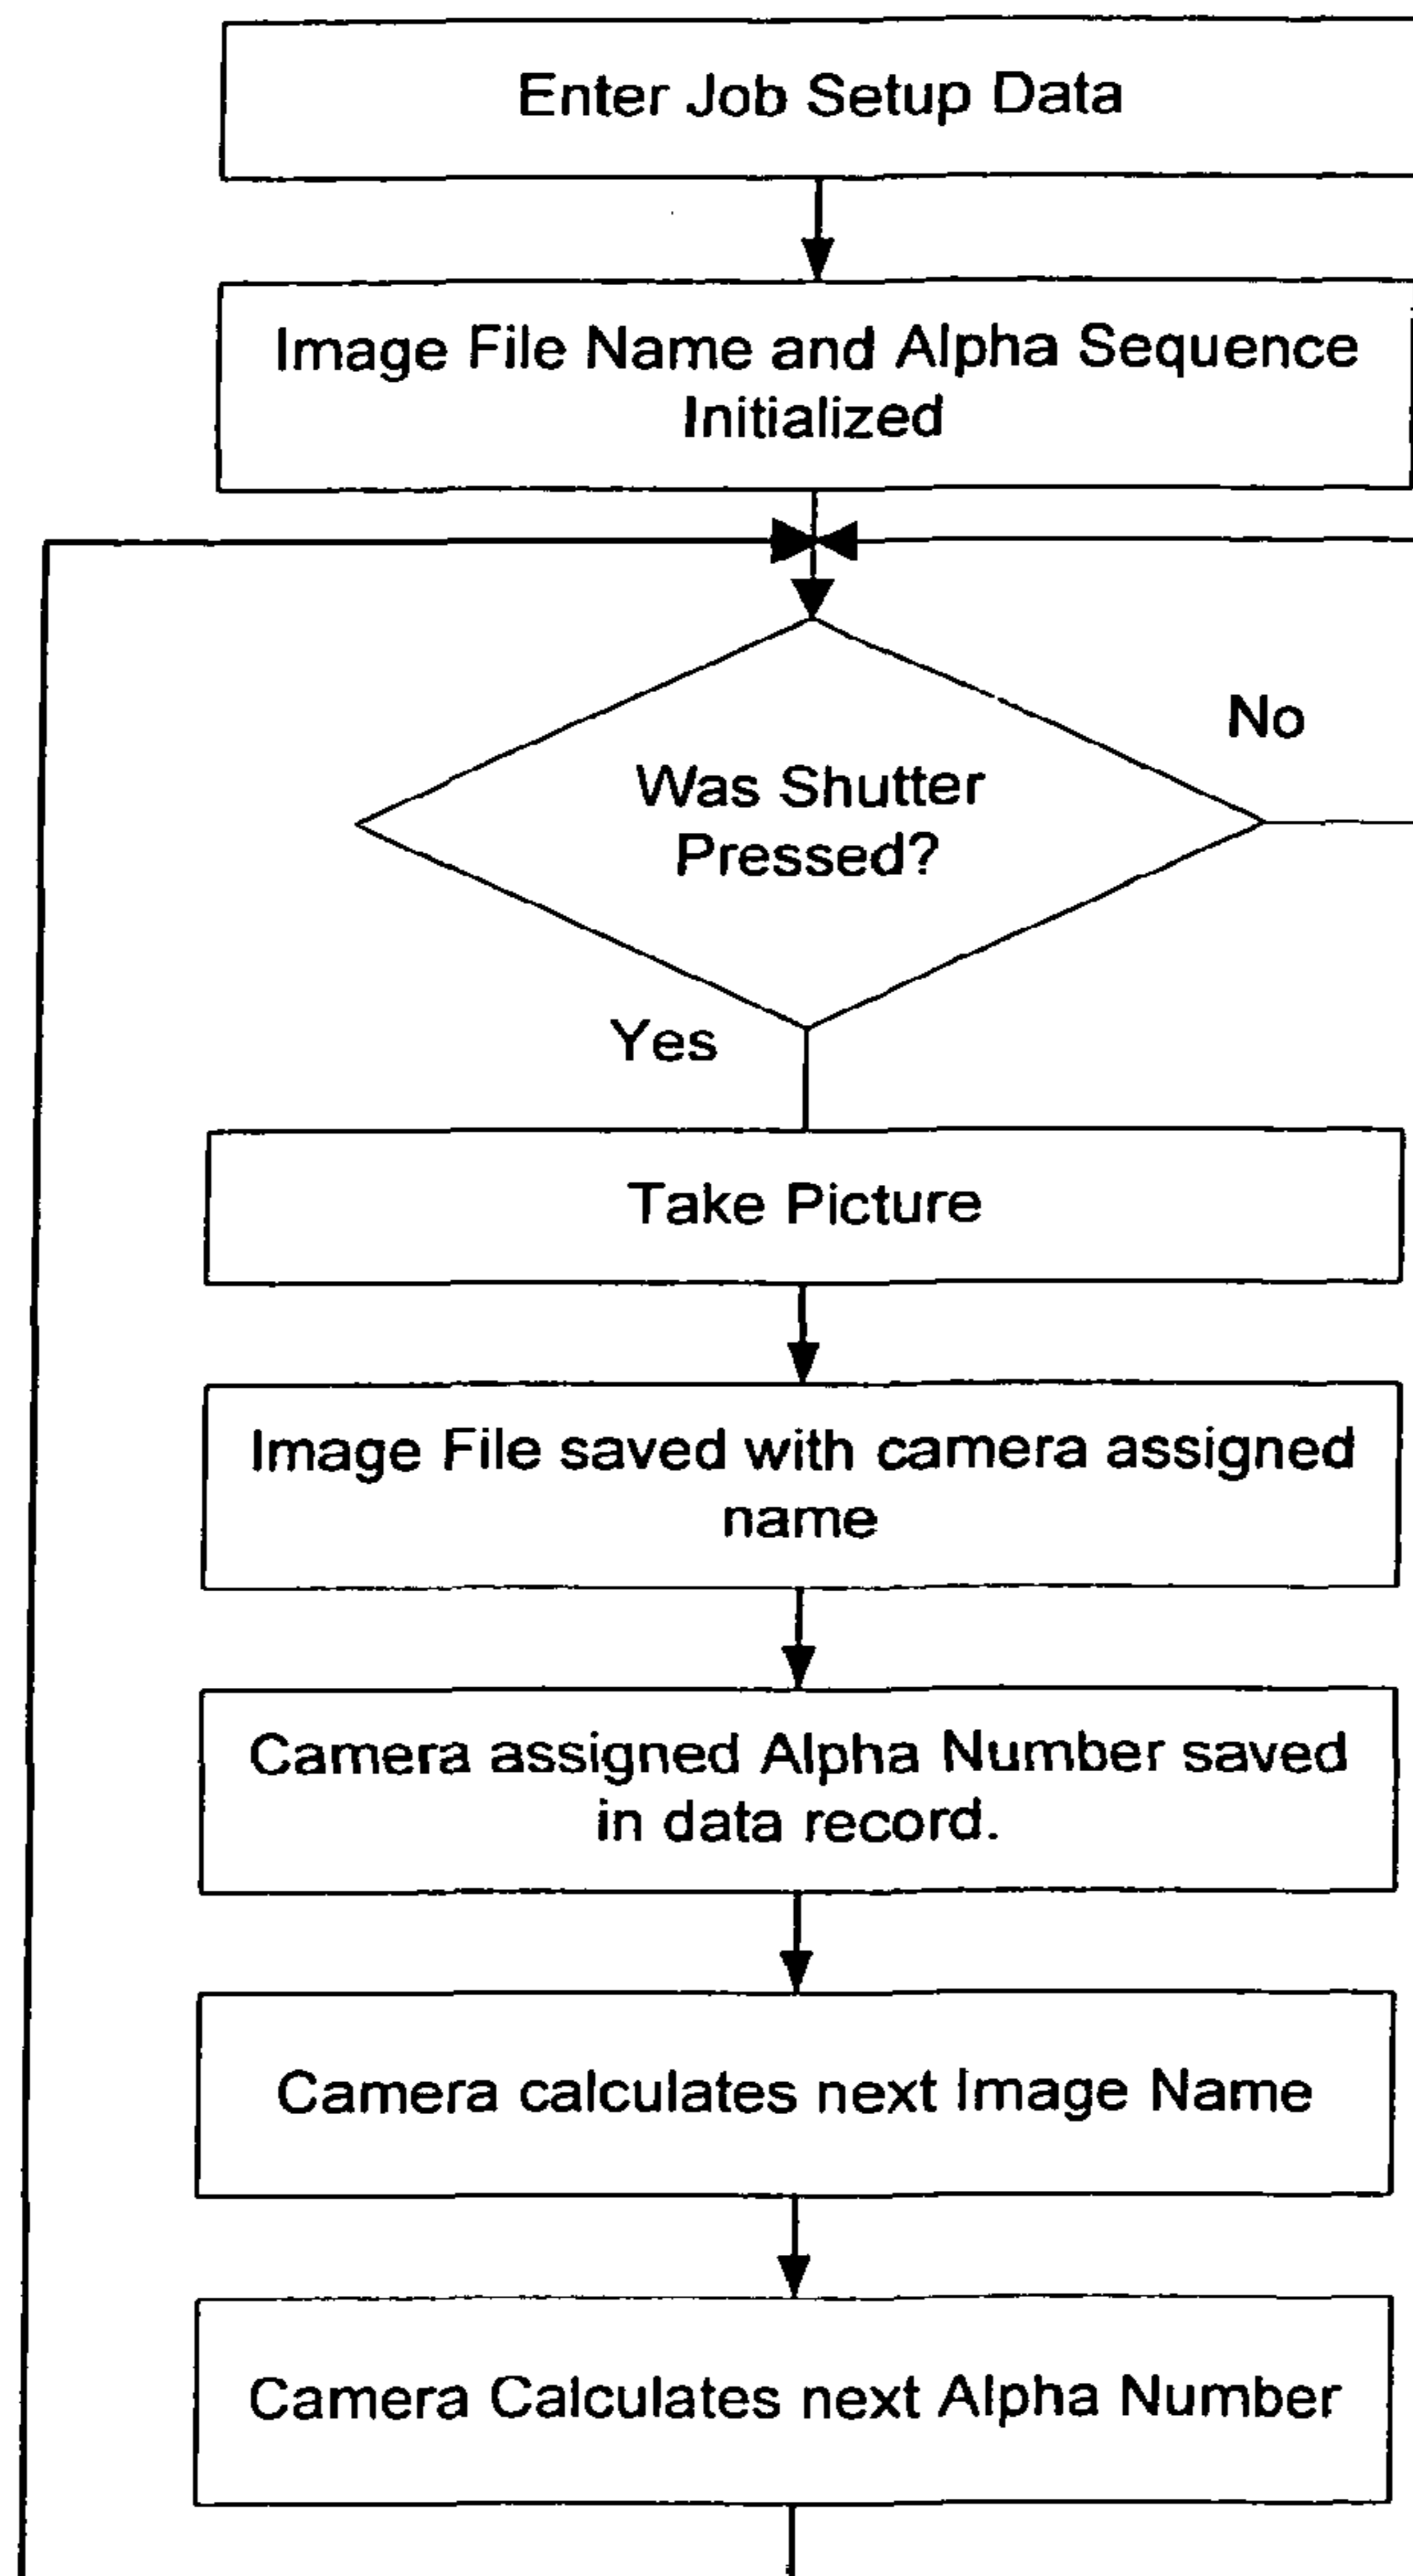 Enter Job Setup Data
Image File Name and Alpha Sequence
Initialized
No
Was Shutter
Pressed?
Yes
Take Picture
Image File saved with camera assigned
name
Camera assigned Alpha Number saved
in data record.
Camera calculates next Image Name
Camera Calculates next Alpha Number